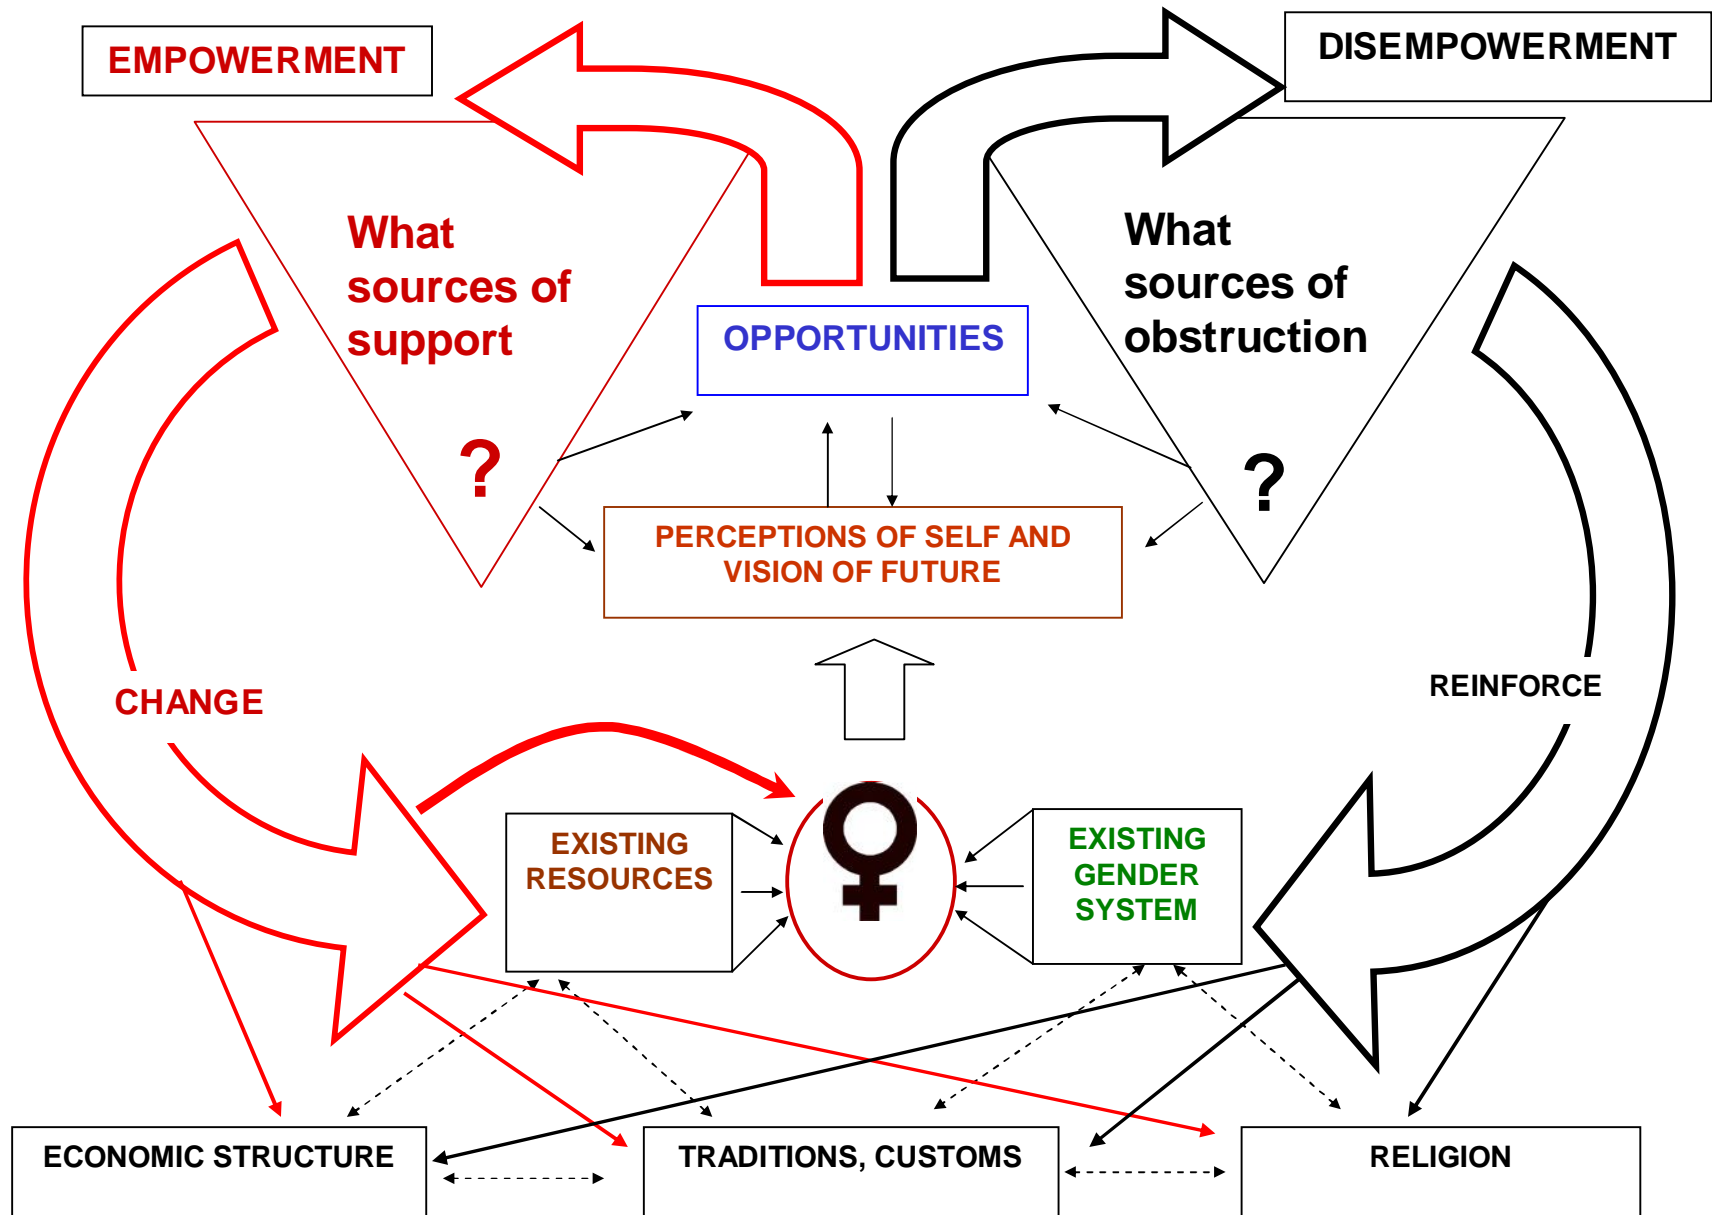 EMPOWERMENT
DISEMPOWERMENT
What
sources of
support
?
What
sources of
obstruction
?
OPPORTUNITIES
PERCEPTIONS OF SELF AND
VISION OF FUTURE
CHANGE
REINFORCE
EXISTING
RESOURCES
EXISTING
GENDER
SYSTEM
ECONOMIC STRUCTURE
TRADITIONS, CUSTOMS
RELIGION